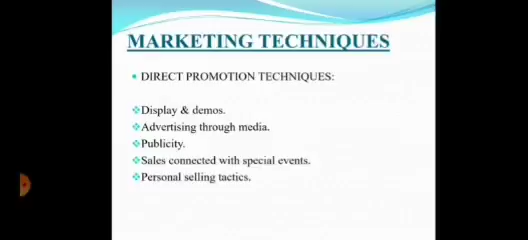 MARKETING TECHNIQUES
DIRECT PROMOTION TECHNIQUES:
Display & demos.
Advertising through media.
Publicity.
Sales connected with special events.
Personal selling tactics.